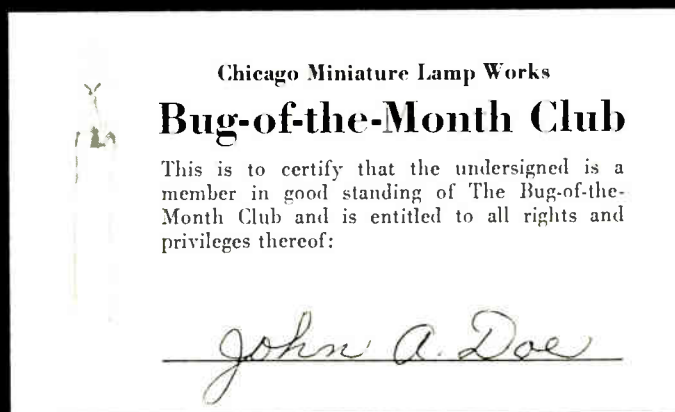 Chicago Miniature Lamp Works
Bug-of-the-Month Club
This is to certify that the undersigned is a
member in good standing of The Bug-of-the-
Month Club and is entitled to all rights and
privileges thereof:
John A. Doe